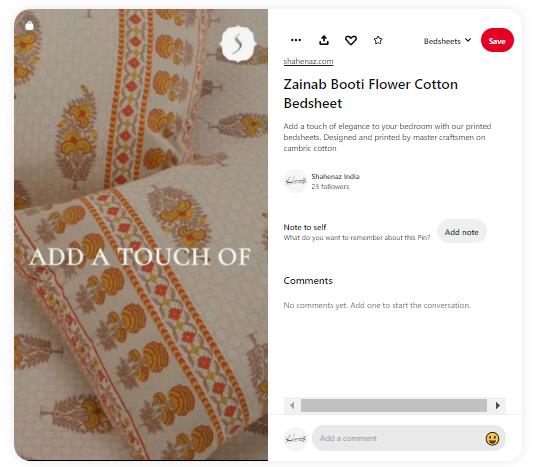 Bedsheets
Save
shahenaz.com
Zainab Booti Flower Cotton
Bedsheet
Add a touch of elegance to your bedroom with our printed
bedsheets. Designed and printed by master craftsmen on
cambric cotton
Shahenaz India
23 followers
Note to self
What do you want to remember about this Pin?
Add note
ADD A TOUCH OF
Comments
No comments yet. Add one to start the conversation.
Add a comment